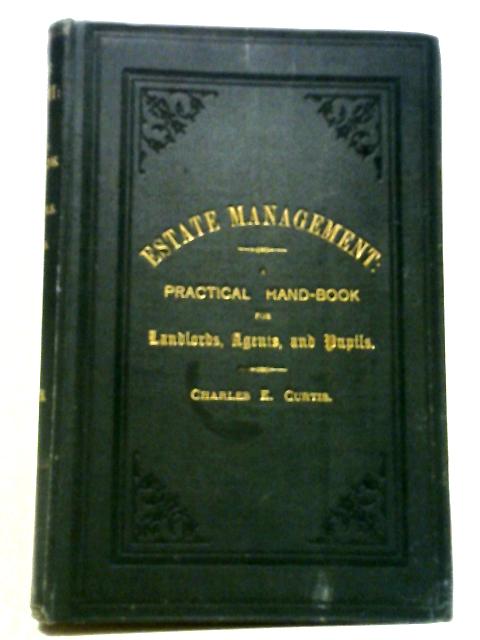 ESTATE MANAGEMENT:
A
PRACTICAL HAND-BOOK
FOR
Landlords, Agents, and Pupils.
CHARLES E. CURTIS.